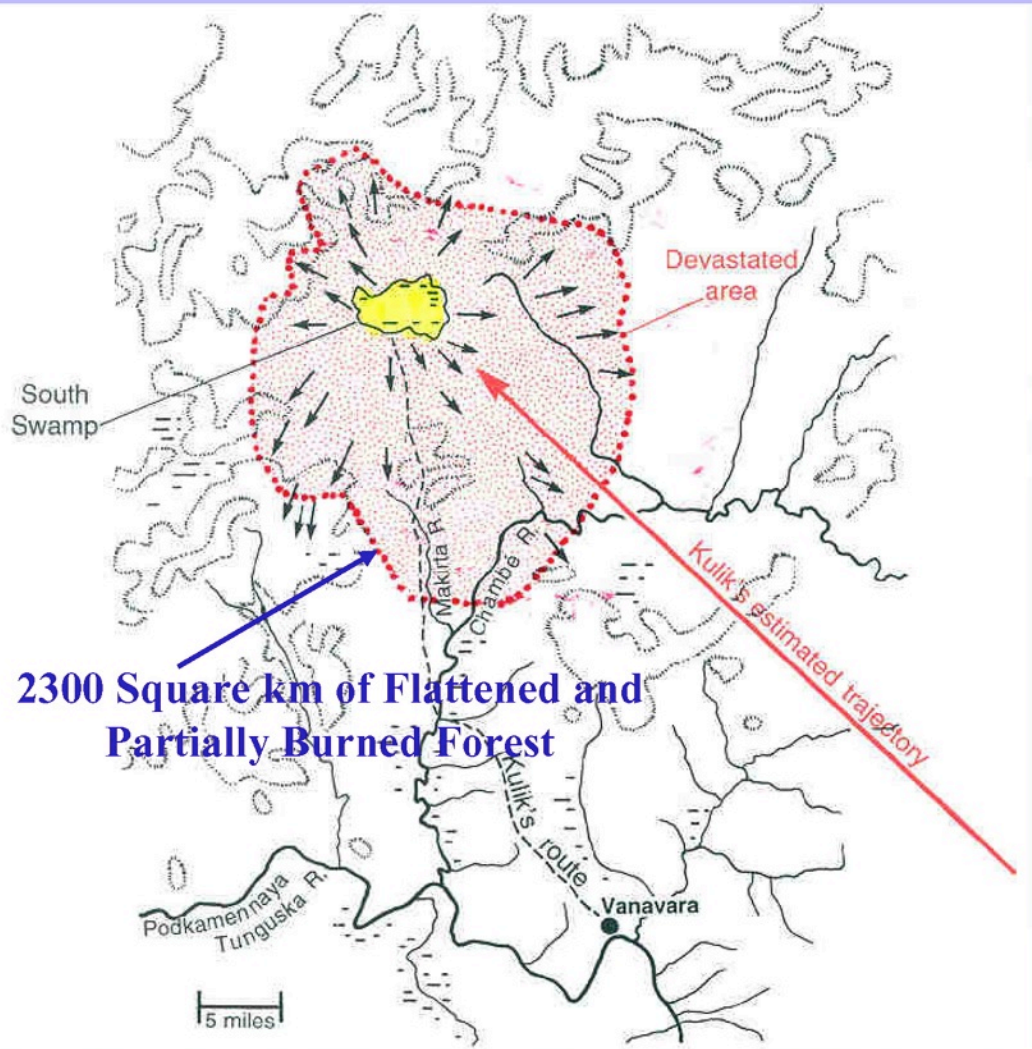 Devastated
area
South
Swamp
Makirta R.
Chambé R.
Kulik's estimated trajectory
2300 Square km of Flattened and
Partially Burned Forest
Kulik's route
Vanavara
Podkamennaya
Tunguska R.
5 miles